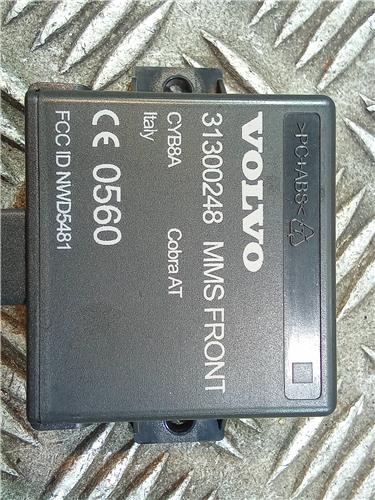 >PC+ABS<
VOLVO
31300248 MMS FRONT
CYB8A Cobra AT
Italy
CE 0560
FCC ID NWD5481